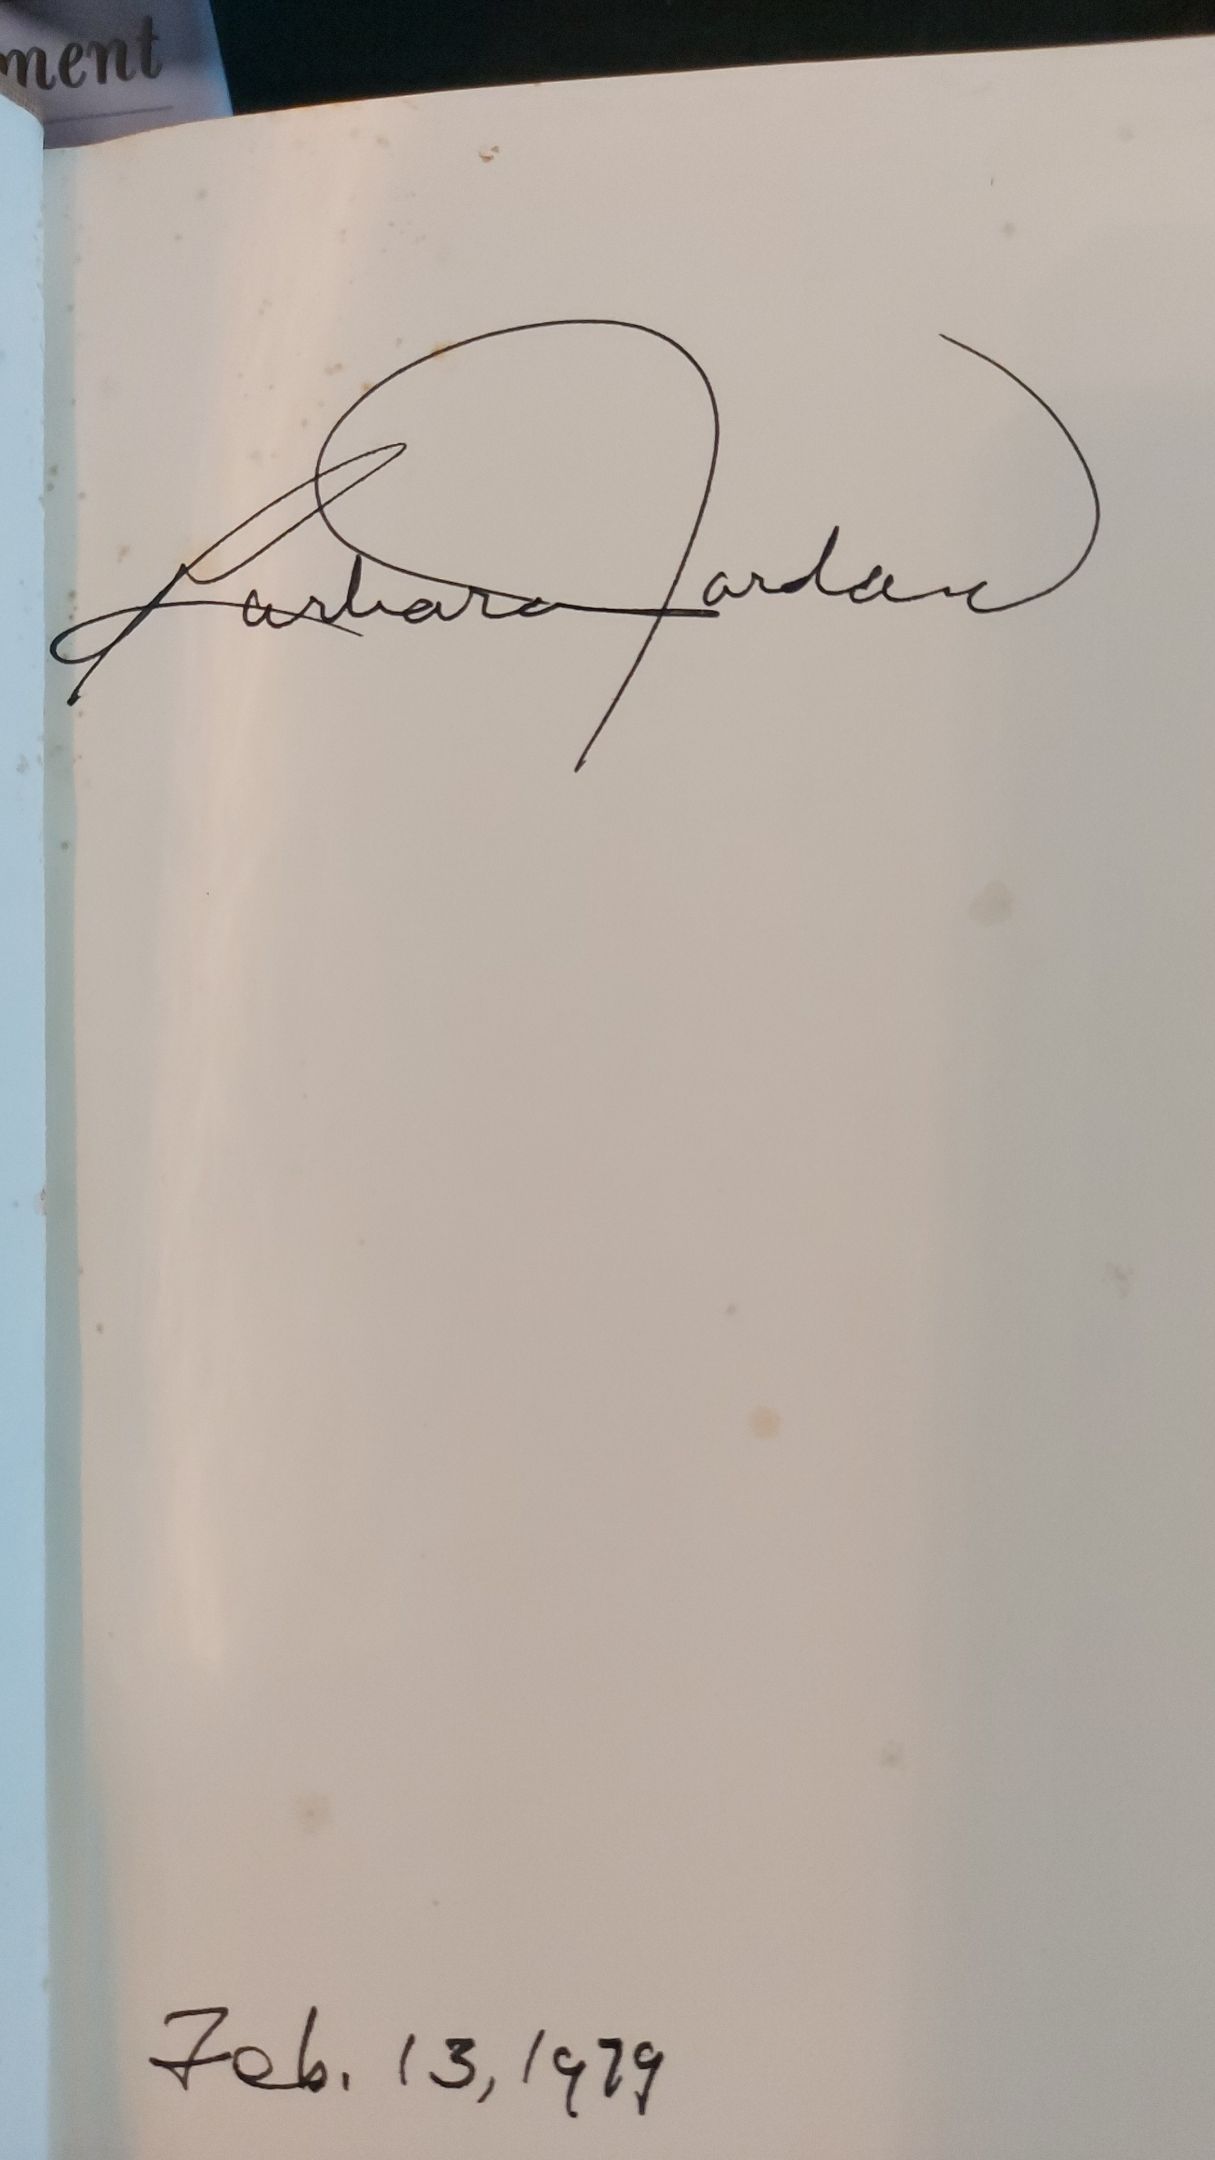 ment
Barbara Jordan
Feb. 13, 1979